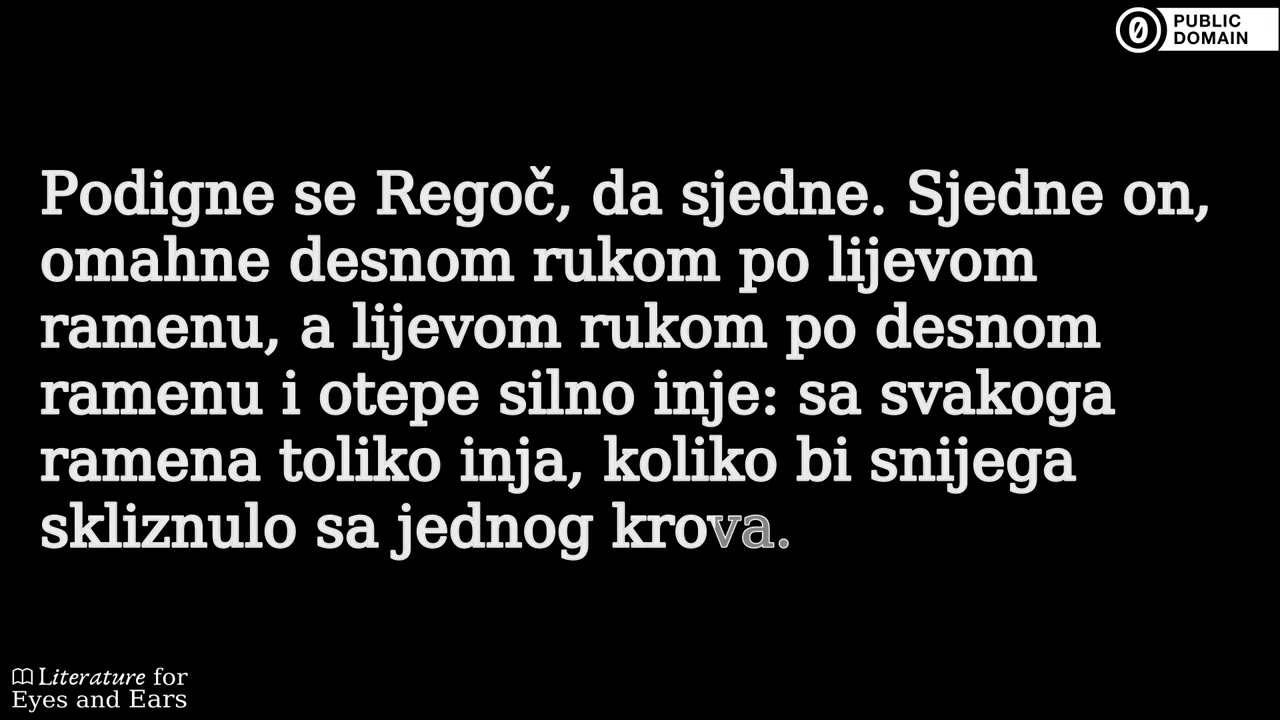 PUBLIC
DOMAIN
Podigne se Regoč, da sjedne. Sjedne on,
omahne desnom rukom po lijevom
ramenu, a lijevom rukom po desnom
ramenu i otepe silno inje: sa svakoga
ramena toliko inja, koliko bi snijega
skliznulo sa jednog krova.
Literature for
Eyes and Ears